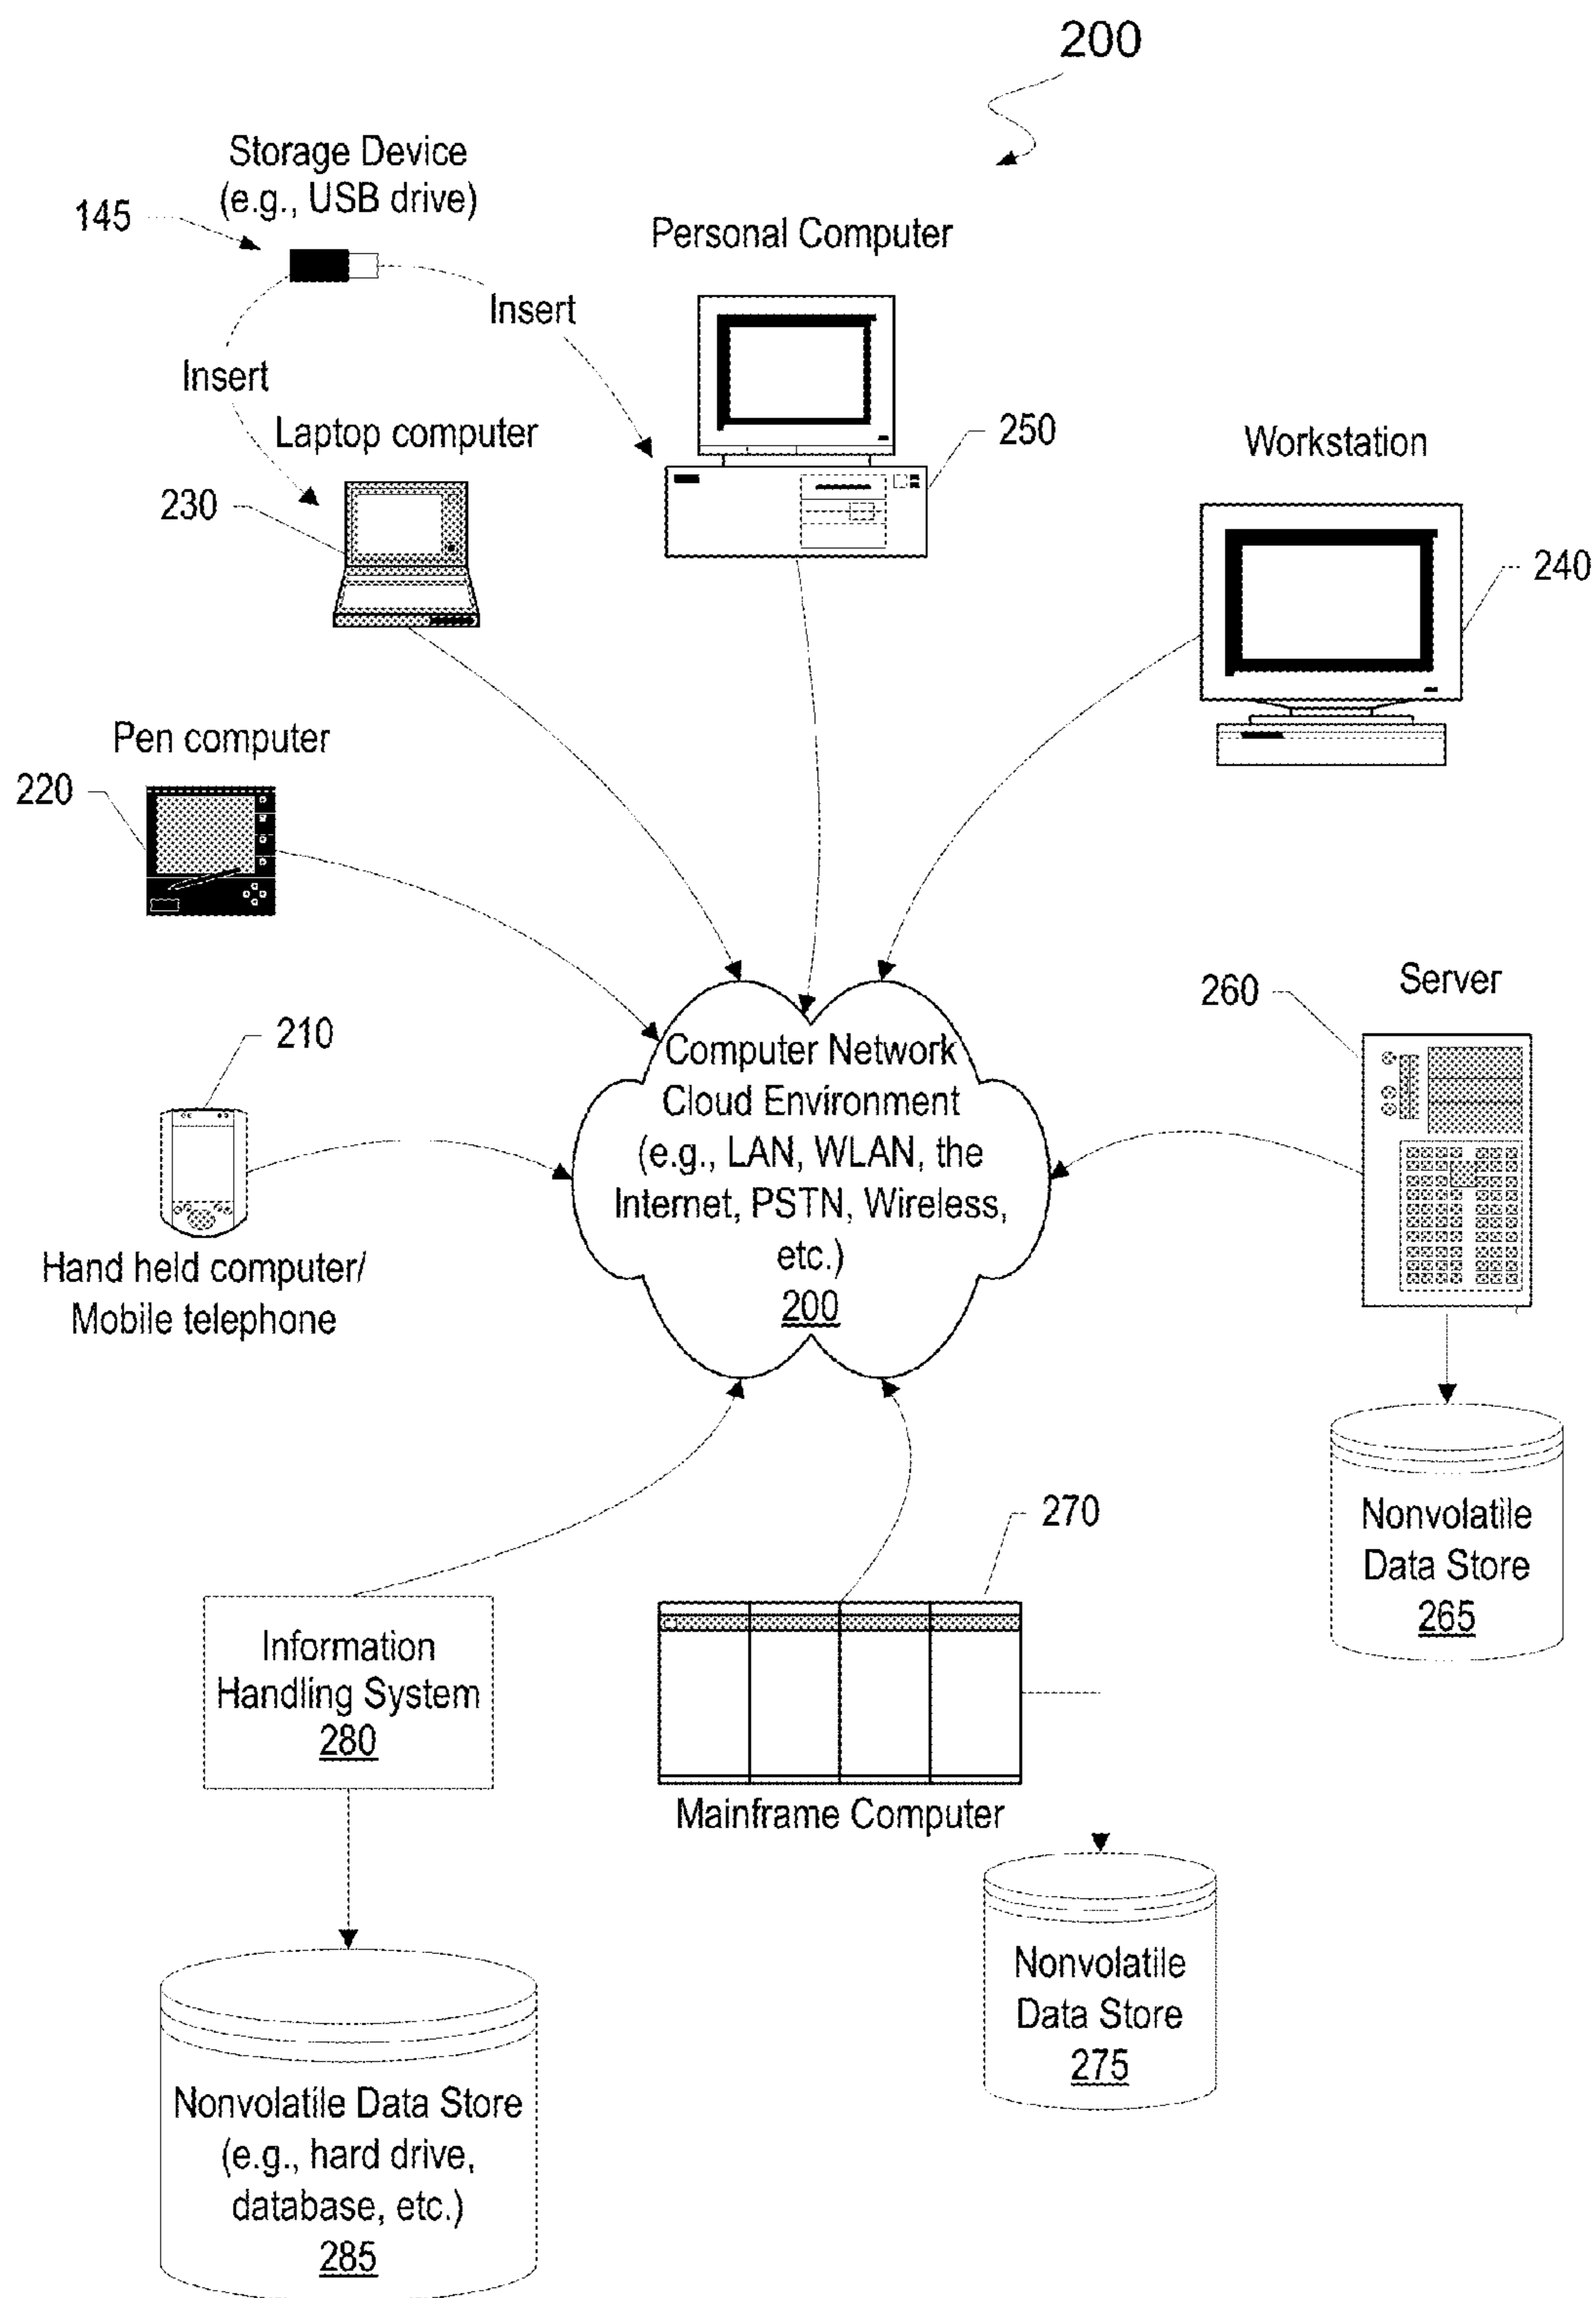 200
Storage Device
(e.g., USB drive)
145
Personal Computer
Insert
Insert
Laptop computer
250
Workstation
230
240
Pen computer
220
260
Server
210
Computer Network
Cloud Environment
(e.g., LAN, WLAN, the
Internet, PSTN, Wireless,
etc.)
200
Hand held computer/
Mobile telephone
270
Nonvolatile
Data Store
265
Information
Handling System
280
Mainframe Computer
Nonvolatile
Data Store
275
Nonvolatile Data Store
(e.g., hard drive,
database, etc.)
285